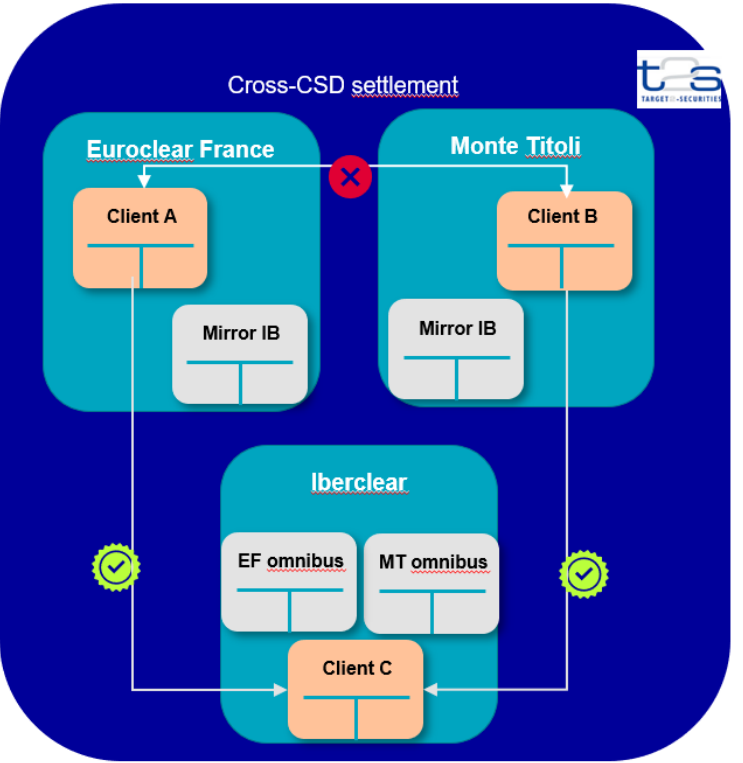 Cross-CSD settlement
t2s
TARGET2-SECURITIES
Euroclear France
Monte Titoli
Client A
Client B
Mirror IB
Mirror IB
Iberclear
EF omnibus
MT omnibus
Client C